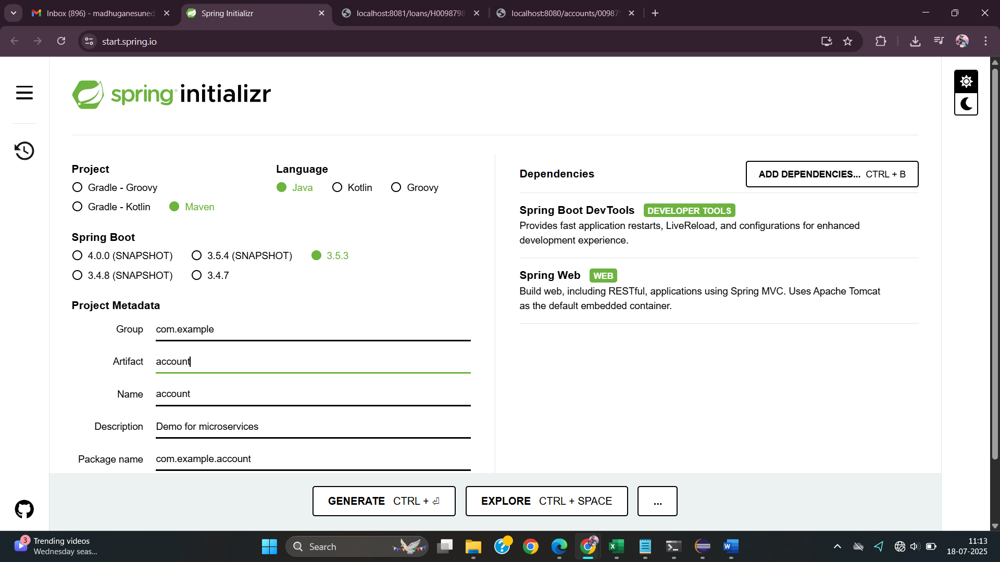 Inbox (896) - madhuganesuned
Spring Initializr
localhost:8081/loans/H0098798
localhost:8080/accounts/00987
start.spring.io
spring initializr
Project
Gradle - Groovy
Gradle - Kotlin
Maven
Language
Java
Kotlin
Groovy
Spring Boot
4.0.0 (SNAPSHOT)
3.5.4 (SNAPSHOT)
3.5.3
3.4.8 (SNAPSHOT)
3.4.7
Project Metadata
Group com.example
Artifact account
Name account
Description Demo for microservices
Package name com.example.account
Dependencies
ADD DEPENDENCIES... CTRL + B
Spring Boot DevTools DEVELOPER TOOLS
Provides fast application restarts, LiveReload, and configurations for enhanced
development experience.
Spring Web WEB
Build web, including RESTful, applications using Spring MVC. Uses Apache Tomcat
as the default embedded container.
GENERATE CTRL + ⏎
EXPLORE CTRL + SPACE
...
3
Trending videos
Wednesday seas...
Search
11:13
18-07-2025